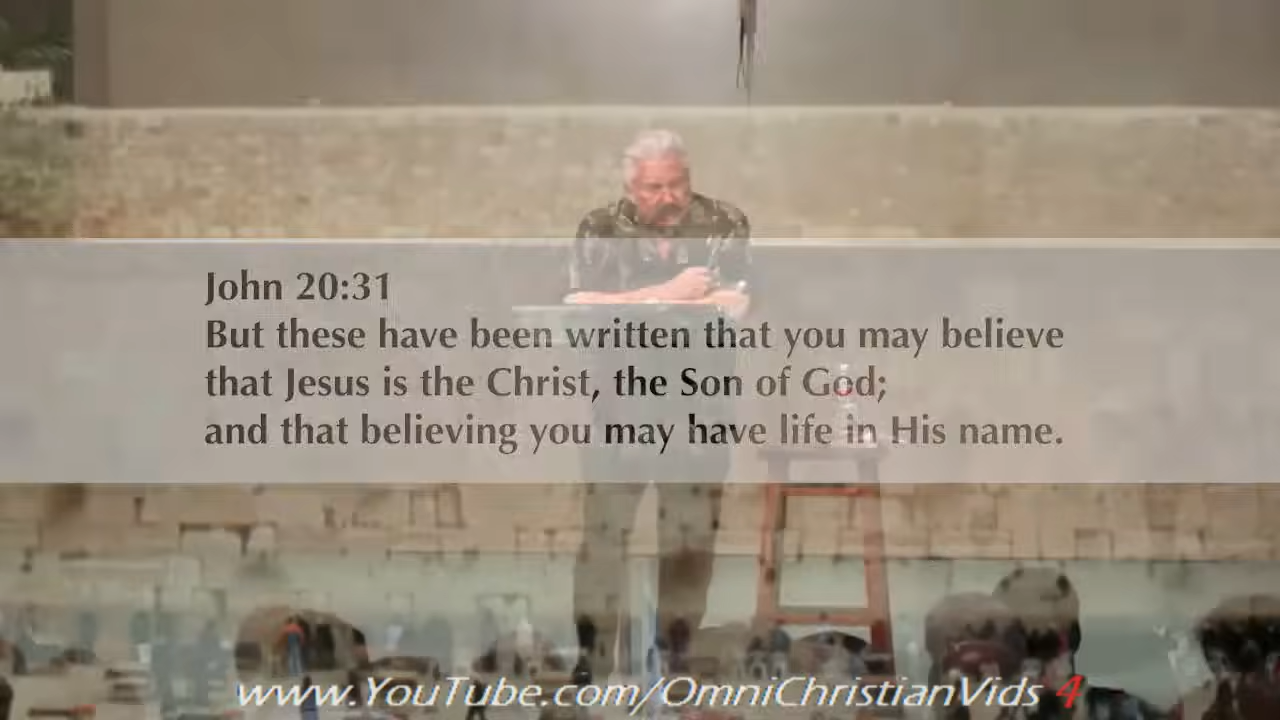 John 20:31
But these have been written that you may believe
that Jesus is the Christ, the Son of God;
and that believing you may have life in His name.
www.YouTube.com/OmniChristianVids 4